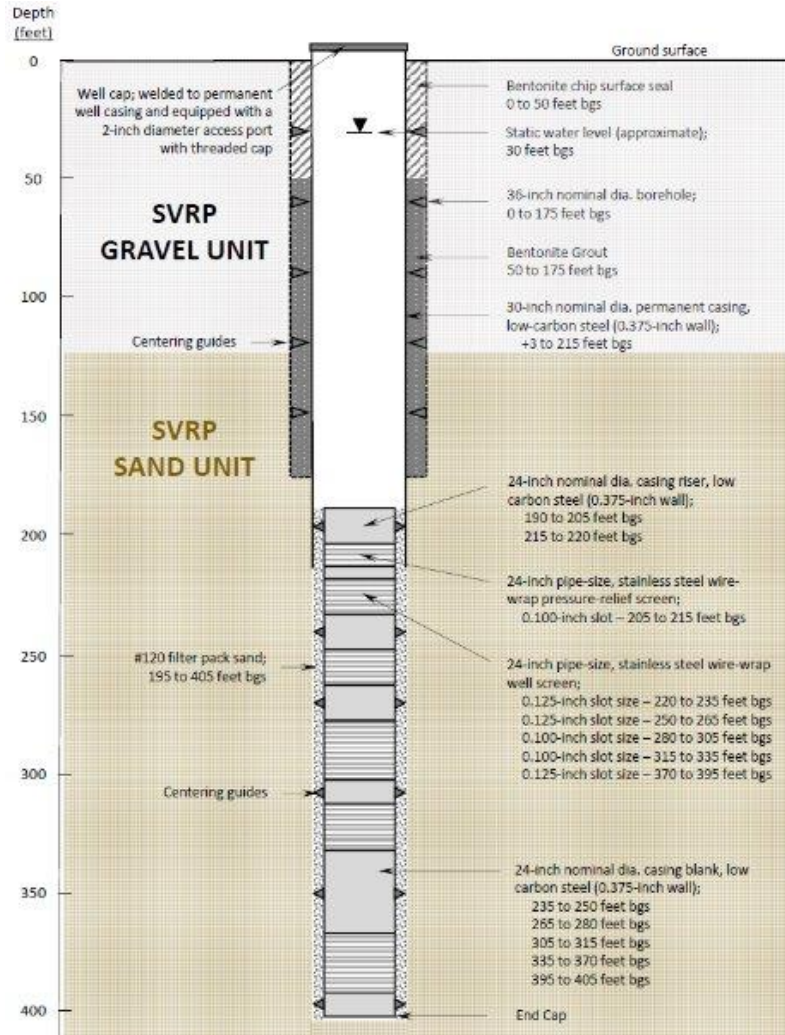 Depth
(feet)
0
50
100
150
200
250
300
350
400
Ground surface
Well cap; welded to permanent
well casing and equipped with a
2-inch diameter access port
with threaded cap
SVRP
GRAVEL UNIT
Centering guides
SVRP
SAND UNIT
#120 filter pack sand;
195 to 405 feet bgs
Centering guides
Bentonite chip surface seal
0 to 50 feet bgs
Static water level (approximate);
30 feet bgs
36-inch nominal dia. borehole;
0 to 175 feet bgs
Bentonite Grout
50 to 175 feet bgs
30-inch nominal dia. permanent casing,
low-carbon steel (0.375-inch wall);
+3 to 215 feet bgs
24-inch nominal dia. casing riser, low
carbon steel (0.375-inch wall);
190 to 205 feet bgs
215 to 220 feet bgs
24-inch pipe-size, stainless steel wire-
wrap pressure-relief screen;
0.100-inch slot – 205 to 215 feet bgs
24-inch pipe-size, stainless steel wire-wrap
well screen;
0.125-inch slot size – 220 to 235 feet bgs
0.125-inch slot size – 250 to 265 feet bgs
0.100-inch slot size – 280 to 305 feet bgs
0.100-inch slot size – 315 to 335 feet bgs
0.125-inch slot size – 370 to 395 feet bgs
24-inch nominal dia. casing blank, low
carbon steel (0.375-inch wall);
235 to 250 feet bgs
265 to 280 feet bgs
305 to 315 feet bgs
335 to 370 feet bgs
395 to 405 feet bgs
End Cap